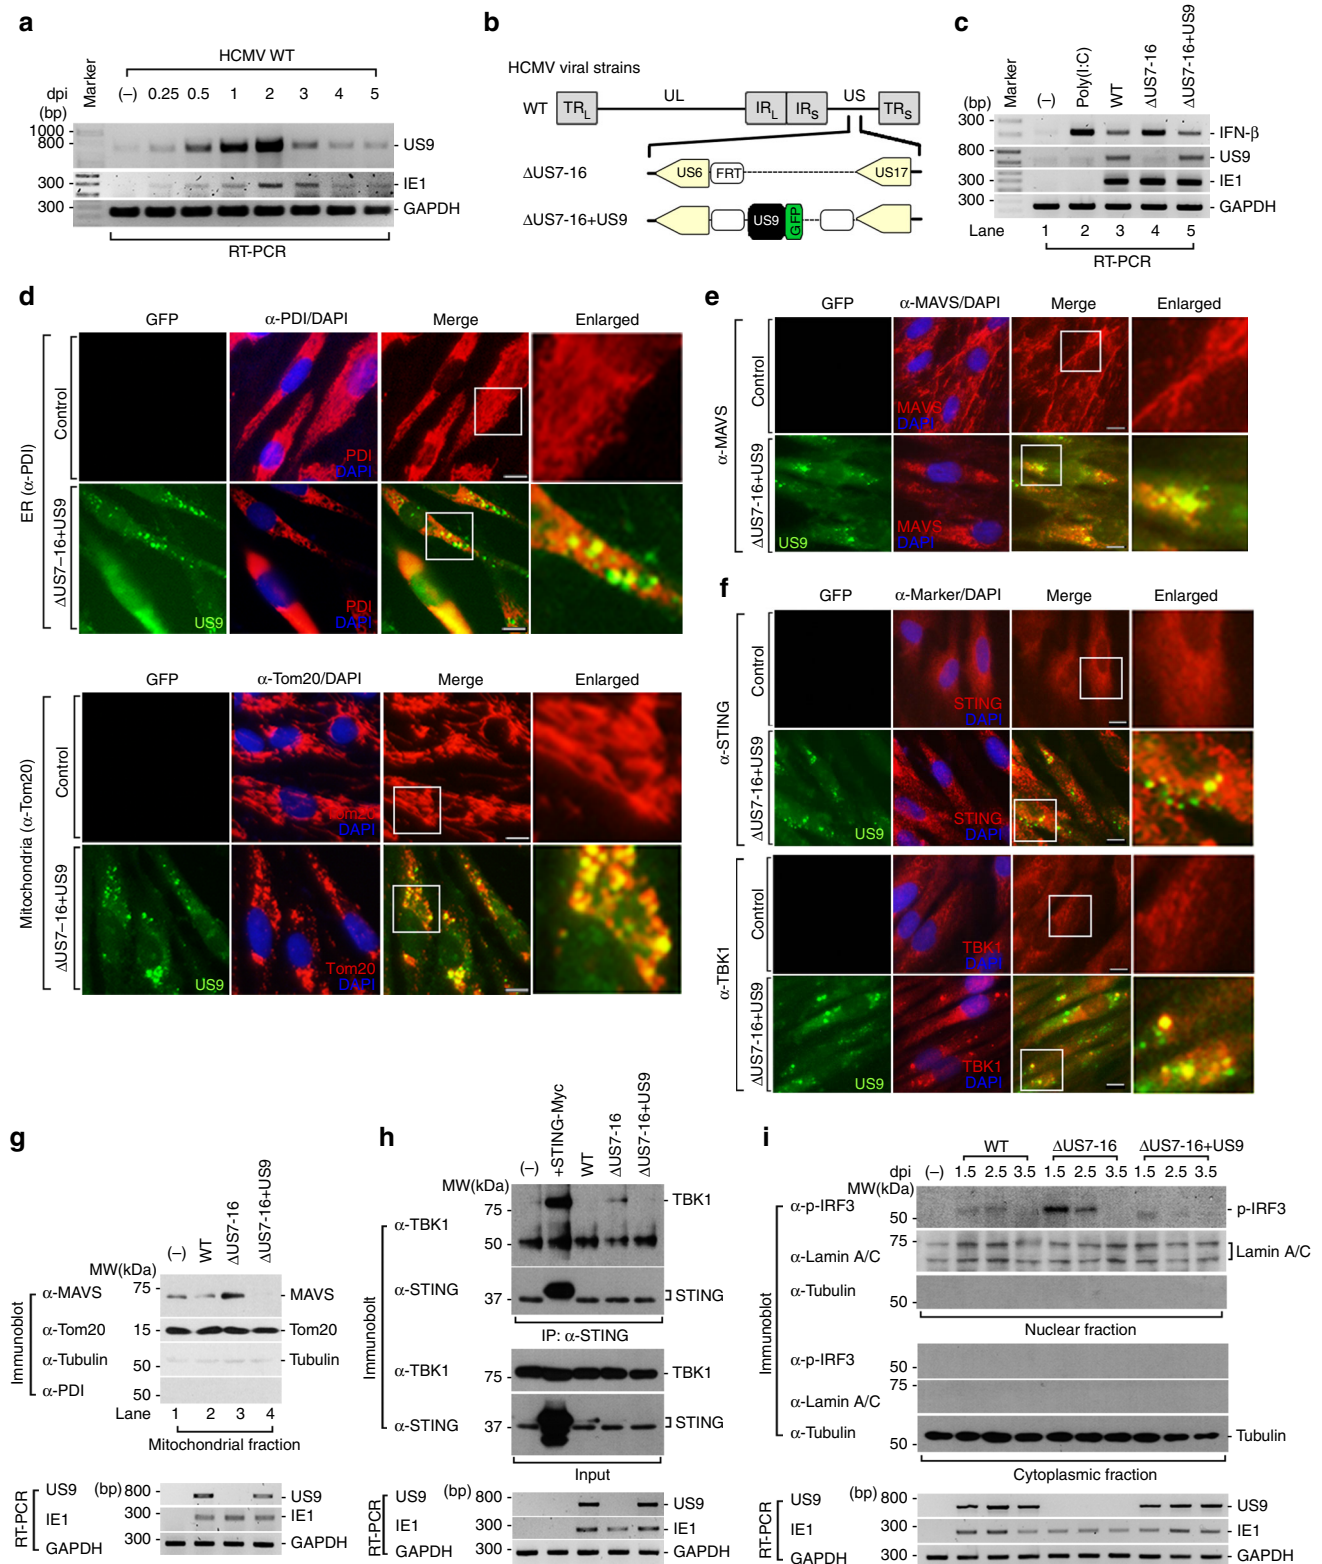 a
HCMV WT
Marker
dpi (–) 0.25 0.5 1 2 3 4 5
(bp)
1000
800
US9
300
IE1
300
GAPDH
RT-PCR
b
HCMV viral strains
WT TRL UL IRL IRS US TRS
ΔUS7-16 US6 FRT US17
ΔUS7-16+US9 US9 GFP
c
(bp) Marker (–) Poly(I:C) WT ΔUS7-16 ΔUS7-16+US9
300
IFN-β
800
US9
300
IE1
300
GAPDH
Lane 1 2 3 4 5
RT-PCR
d
GFP α-PDI/DAPI Merge Enlarged
ER (α-PDI)
Control
PDI
DAPI
ΔUS7–16+US9
US9
PDI
DAPI
GFP α-Tom20/DAPI Merge Enlarged
Mitochondria (α-Tom20)
Control
Tom20
DAPI
ΔUS7–16+US9
US9
Tom20
DAPI
e
GFP α-MAVS/DAPI Merge Enlarged
α-MAVS
Control
MAVS
DAPI
ΔUS7-16+US9
US9
MAVS
DAPI
f
GFP α-Marker/DAPI Merge Enlarged
α-STING
Control
STING
DAPI
ΔUS7-16+US9
US9
STING
DAPI
α-TBK1
Control
TBK1
DAPI
ΔUS7-16+US9
US9
TBK1
DAPI
g
(–) WT ΔUS7-16 ΔUS7-16+US9
MW(kDa)
Immunoblot
α-MAVS 75 MAVS
α-Tom20 15 Tom20
α-Tubulin 50 Tubulin
α-PDI 50
Lane 1 2 3 4
Mitochondrial fraction
RT-PCR
US9 (bp) 800 US9
IE1 300 IE1
GAPDH 300 GAPDH
h
(–) +STING-Myc WT ΔUS7-16 ΔUS7-16+US9
MW(kDa)
Immunobolt
α-TBK1 75 TBK1
50
α-STING 37 STING
IP: α-STING
α-TBK1 75 TBK1
α-STING 37 STING
Input
RT-PCR
US9 (bp) 800 US9
IE1 300 IE1
GAPDH 300 GAPDH
i
WT ΔUS7-16 ΔUS7-16+US9
dpi (–) 1.5 2.5 3.5 1.5 2.5 3.5 1.5 2.5 3.5
MW(kDa)
Immunoblot
α-p-IRF3 50 p-IRF3
α-Lamin A/C 75 Lamin A/C
α-Tubulin 50
Nuclear fraction
α-p-IRF3 50
α-Lamin A/C 75
α-Tubulin 50 Tubulin
Cytoplasmic fraction
RT-PCR
US9 (bp) 800 US9
IE1 300 IE1
GAPDH 300 GAPDH